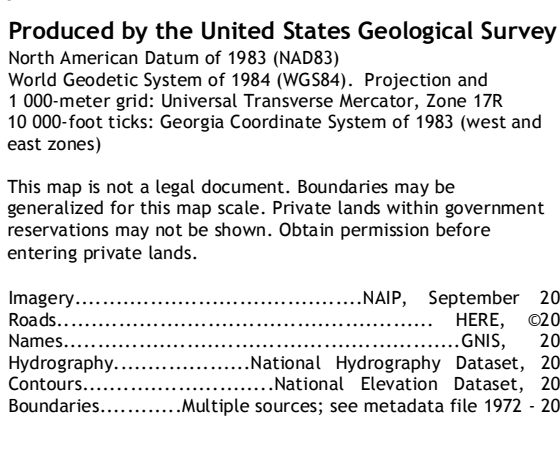 Produced by the United States Geological Survey
North American Datum of 1983 (NAD83)
World Geodetic System of 1984 (WGS84). Projection and
1 000-meter grid: Universal Transverse Mercator, Zone 17R
10 000-foot ticks: Georgia Coordinate System of 1983 (west and
east zones)
This map is not a legal document. Boundaries may be
generalized for this map scale. Private lands within government
reservations may not be shown. Obtain permission before
entering private lands.
Imagery.....................................NAIP, September 20
Roads................................................ HERE, ©20
Names...................................................GNIS, 20
Hydrography..................National Hydrography Dataset, 20
Contours.........................National Elevation Dataset, 20
Boundaries............Multiple sources; see metadata file 1972 - 20